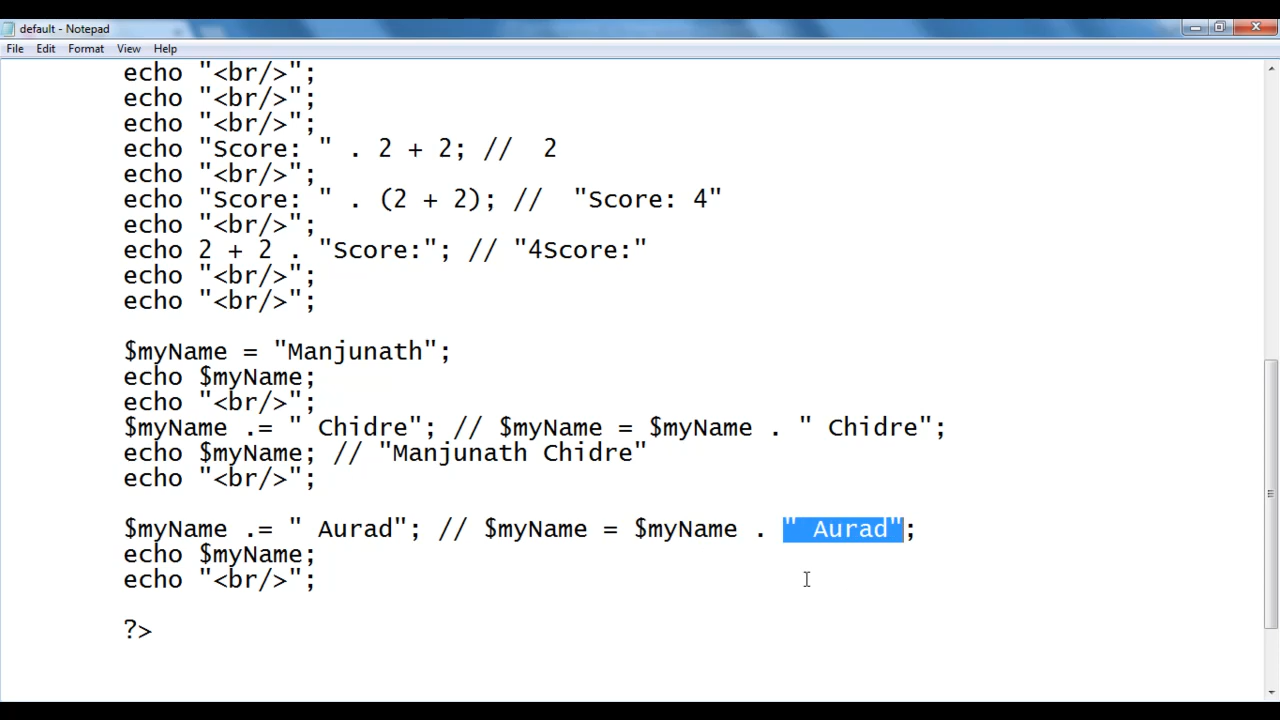 default - Notepad
File Edit Format View Help
echo "<br/>";
echo "<br/>";
echo "<br/>";
echo "Score: " . 2 + 2; //  2
echo "<br/>";
echo "Score: " . (2 + 2); //  "Score: 4"
echo "<br/>";
echo 2 + 2 . "Score:"; // "4Score:"
echo "<br/>";
echo "<br/>";
$myName = "Manjunath";
echo $myName;
echo "<br/>";
$myName .= " Chidre"; // $myName = $myName . " Chidre";
echo $myName; // "Manjunath Chidre"
echo "<br/>";
$myName .= " Aurad"; // $myName = $myName . " Aurad";
echo $myName;
echo "<br/>";
?>